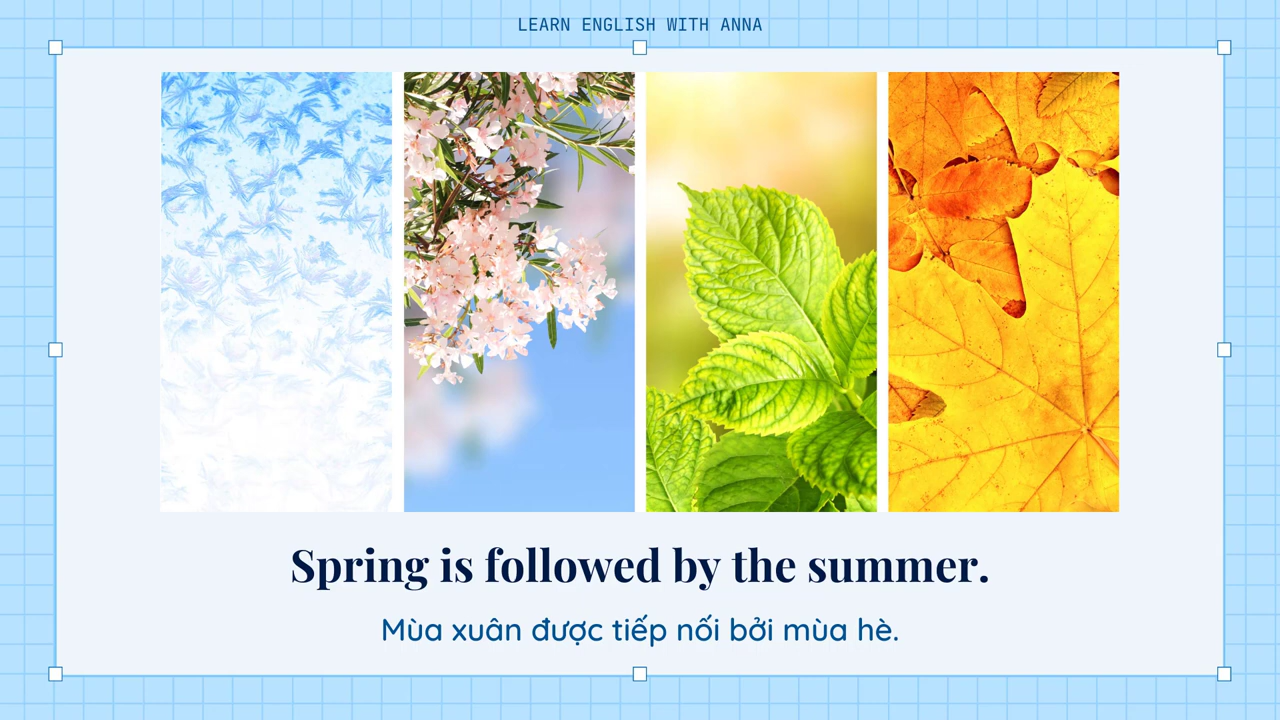 LEARN ENGLISH WITH ANNA
Spring is followed by the summer.
Mùa xuân được tiếp nối bởi mùa hè.